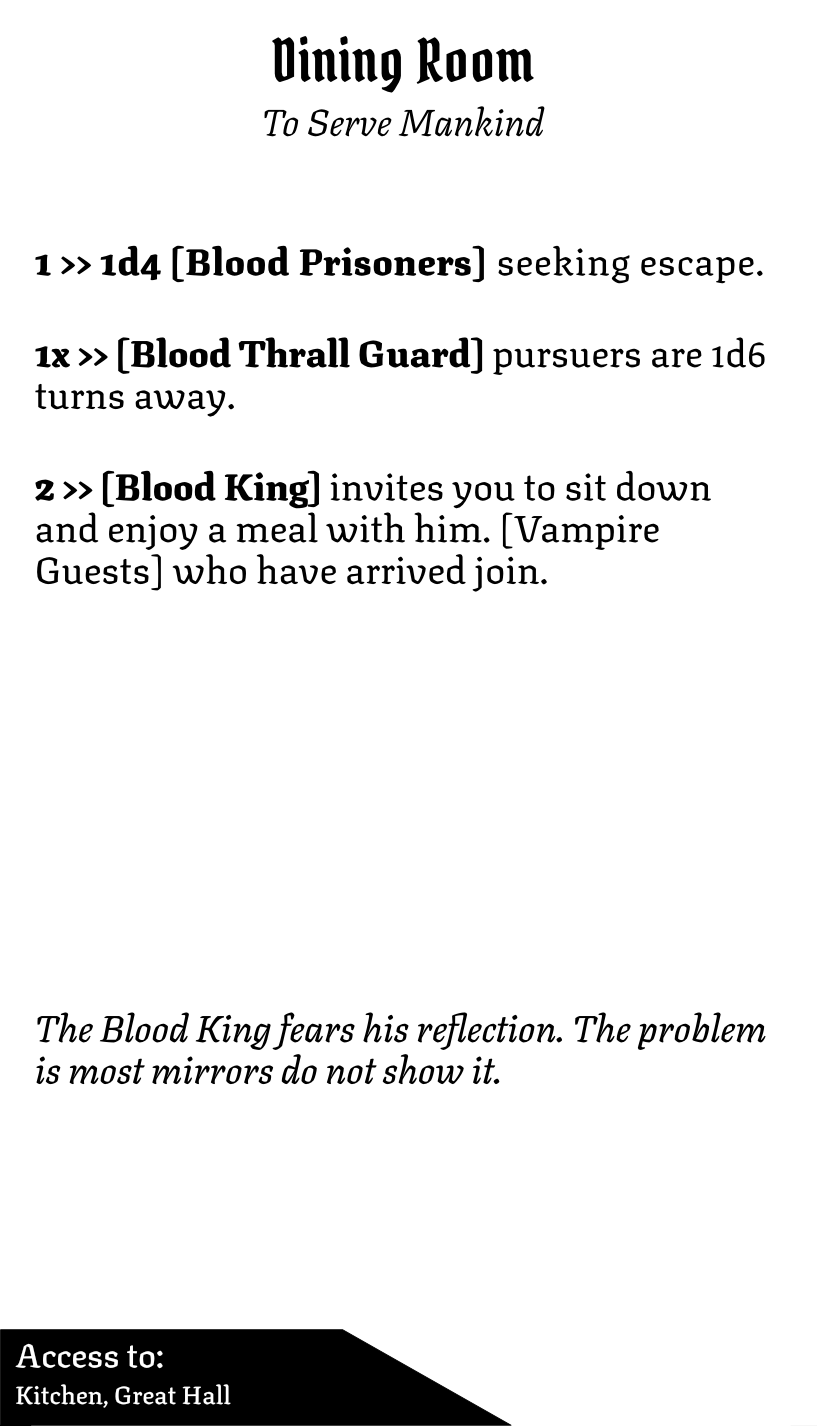 Dining Room
To Serve Mankind
1 >> 1d4 [Blood Prisoners] seeking escape.
1x >> [Blood Thrall Guard] pursuers are 1d6
turns away.
2 >> [Blood King] invites you to sit down
and enjoy a meal with him. [Vampire
Guests] who have arrived join.
The Blood King fears his reflection. The problem
is most mirrors do not show it.
Access to:
Kitchen, Great Hall